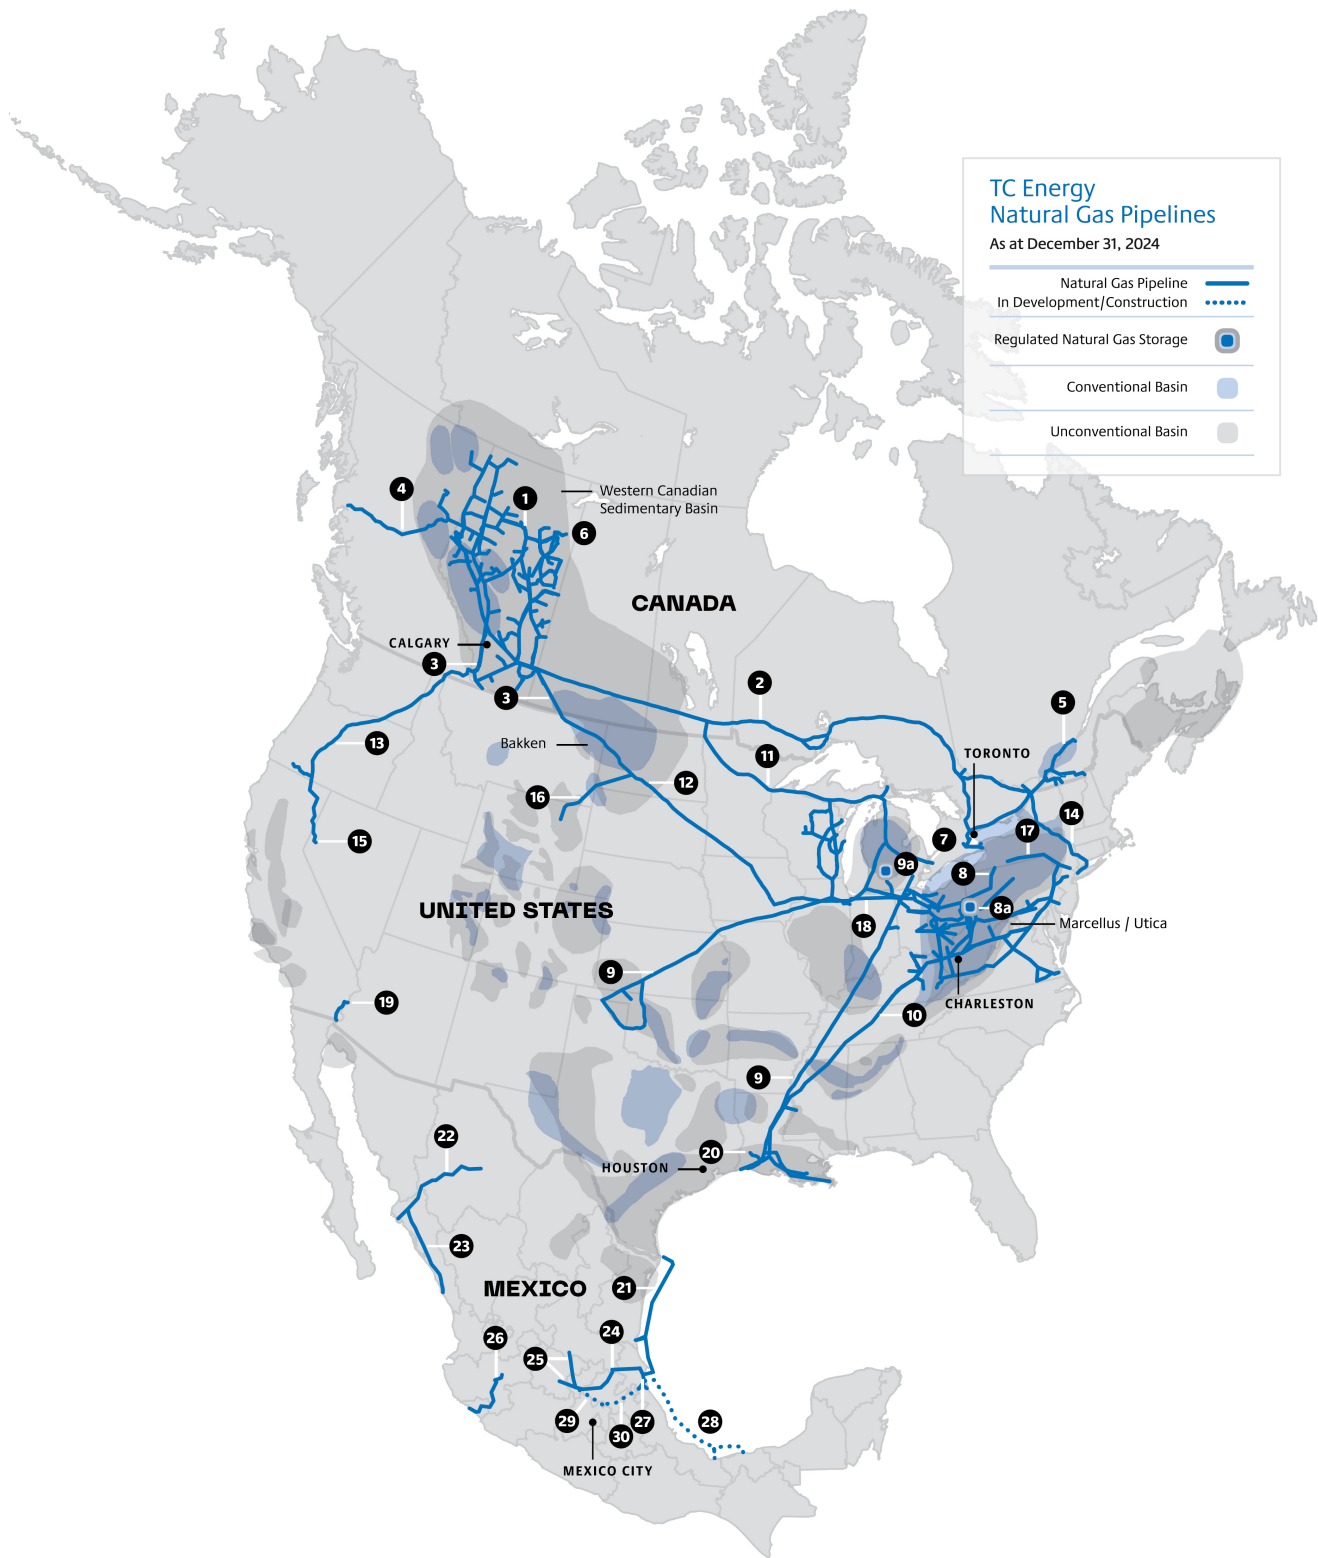 TC Energy
Natural Gas Pipelines
As at December 31, 2024
Natural Gas Pipeline
In Development/Construction
Regulated Natural Gas Storage
Conventional Basin
Unconventional Basin
4
1
Western Canadian
Sedimentary Basin
6
CANADA
CALGARY
3
3
2
5
13
Bakken
11
TORONTO
12
16
14
15
17
7
9a
8
UNITED STATES
8a
18
Marcellus / Utica
9
19
CHARLESTON
10
9
22
20
HOUSTON
23
MEXICO
21
24
26
25
29
27
28
30
MEXICO CITY